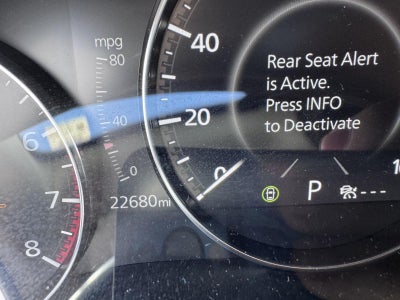 mpg
80
40
0
40
20
0
6
7
8
Rear Seat Alert
is Active.
Press INFO
to Deactivate
22680mi
P
---